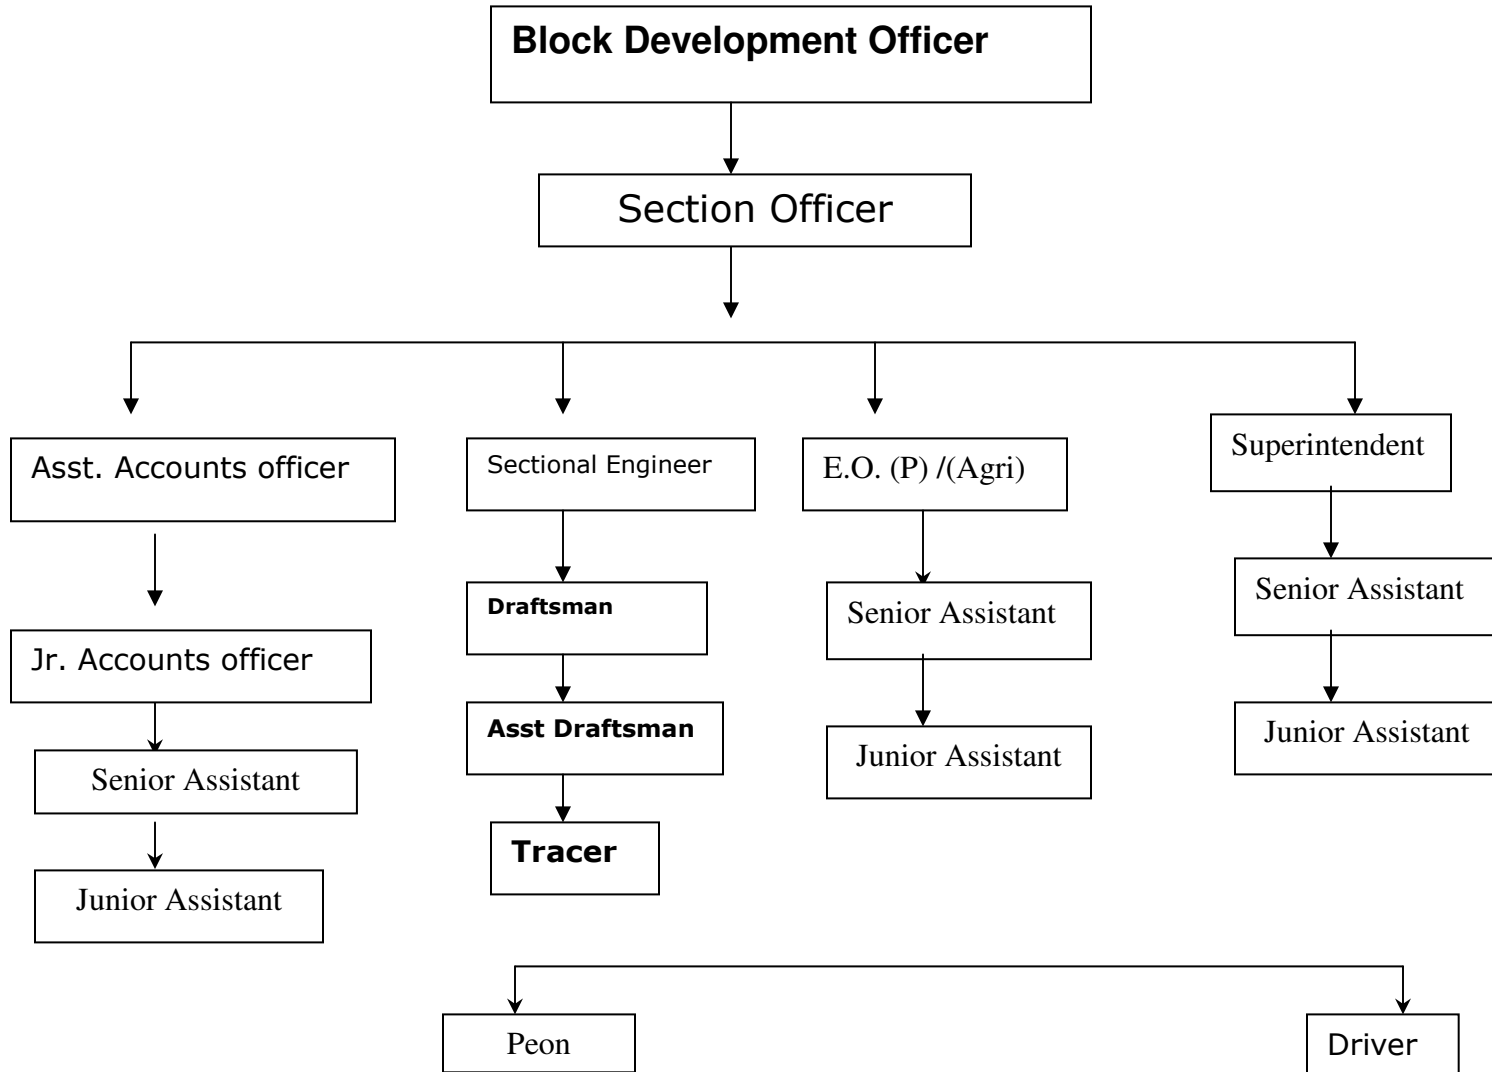 Block Development Officer
Section Officer
Asst. Accounts officer
Sectional Engineer
E.O. (P) /(Agri)
Superintendent
Draftsman
Senior Assistant
Senior Assistant
Jr. Accounts officer
Asst Draftsman
Junior Assistant
Junior Assistant
Senior Assistant
Tracer
Junior Assistant
Peon
Driver